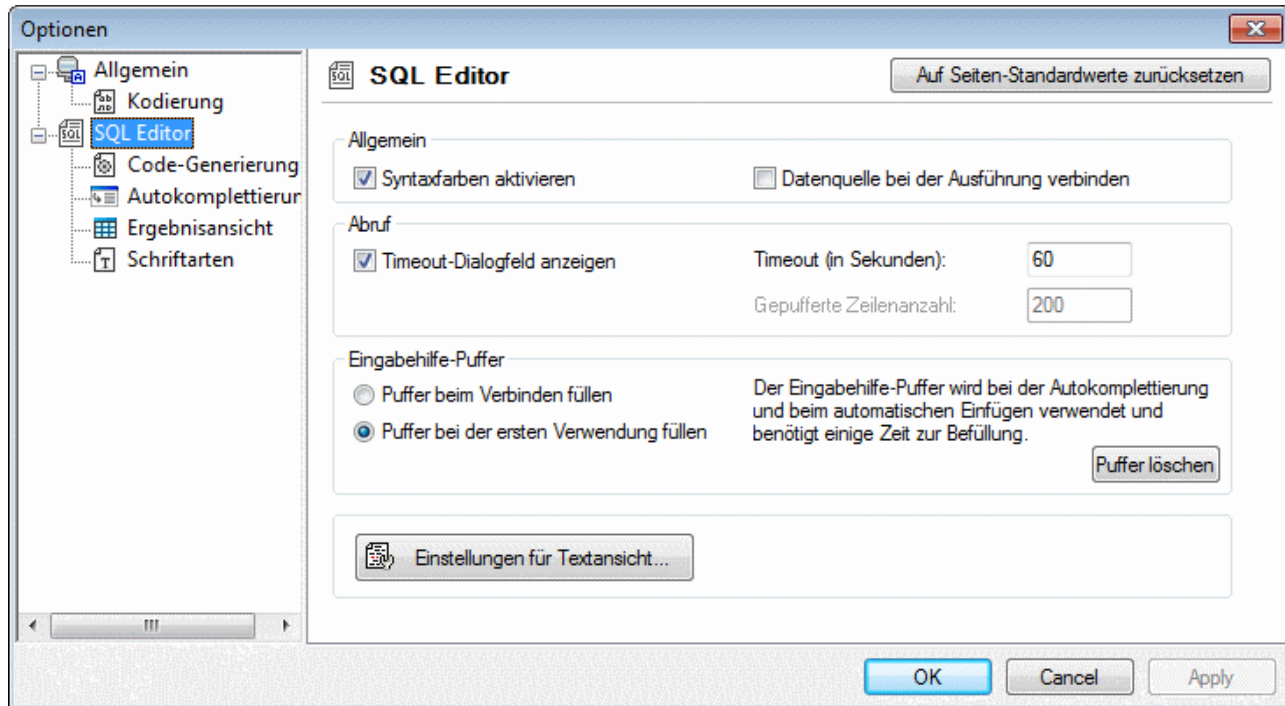 Optionen
Allgemein
Kodierung
SQL Editor
Code-Generierung
Autokomplettierun
Ergebnisansicht
Schriftarten
SQL Editor
Auf Seiten-Standardwerte zurücksetzen
Allgemein
Syntaxfarben aktivieren
Datenquelle bei der Ausführung verbinden
Abruf
Timeout-Dialogfeld anzeigen
Timeout (in Sekunden):
60
Gepufferte Zeilenanzahl:
200
Eingabehilfe-Puffer
Puffer beim Verbinden füllen
Puffer bei der ersten Verwendung füllen
Der Eingabehilfe-Puffer wird bei der Autokomplettierung
und beim automatischen Einfügen verwendet und
benötigt einige Zeit zur Befüllung.
Puffer löschen
Einstellungen für Textansicht...
OK
Cancel
Apply